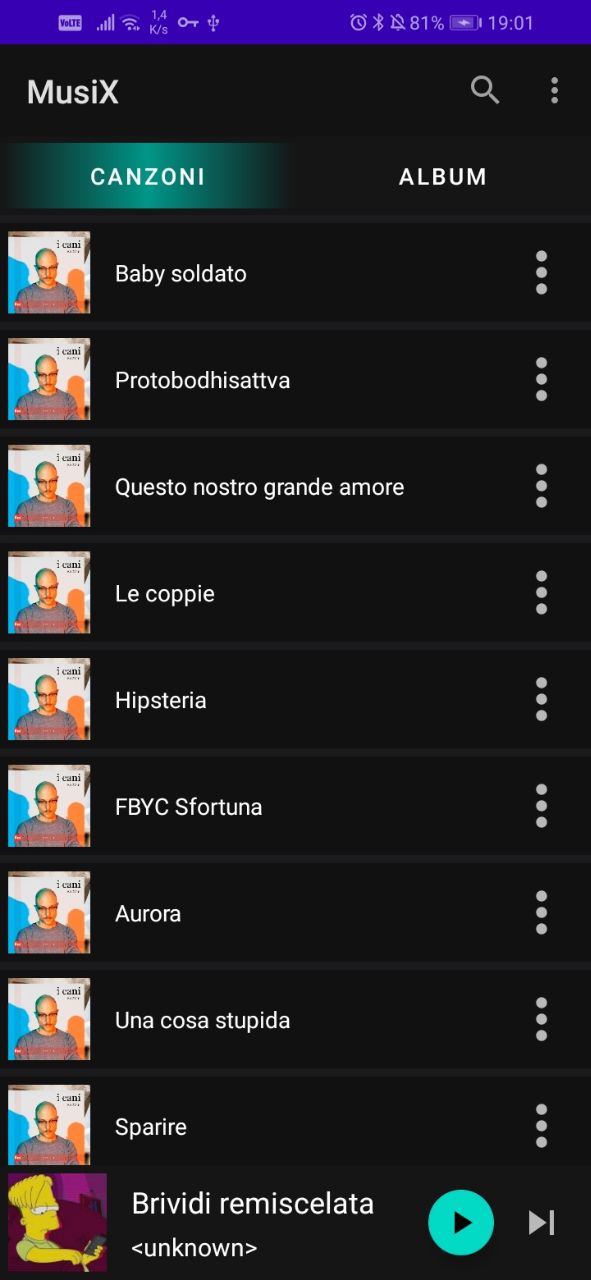 VoLTE 1,4 K/s 81% 19:01
MusiX
CANZONI ALBUM
i cani
Baby soldato
i cani
Protobodhisattva
i cani
Questo nostro grande amore
i cani
Le coppie
i cani
Hipsteria
i cani
FBYC Sfortuna
i cani
Aurora
i cani
Una cosa stupida
i cani
Sparire
Brividi remiscelata
<unknown>